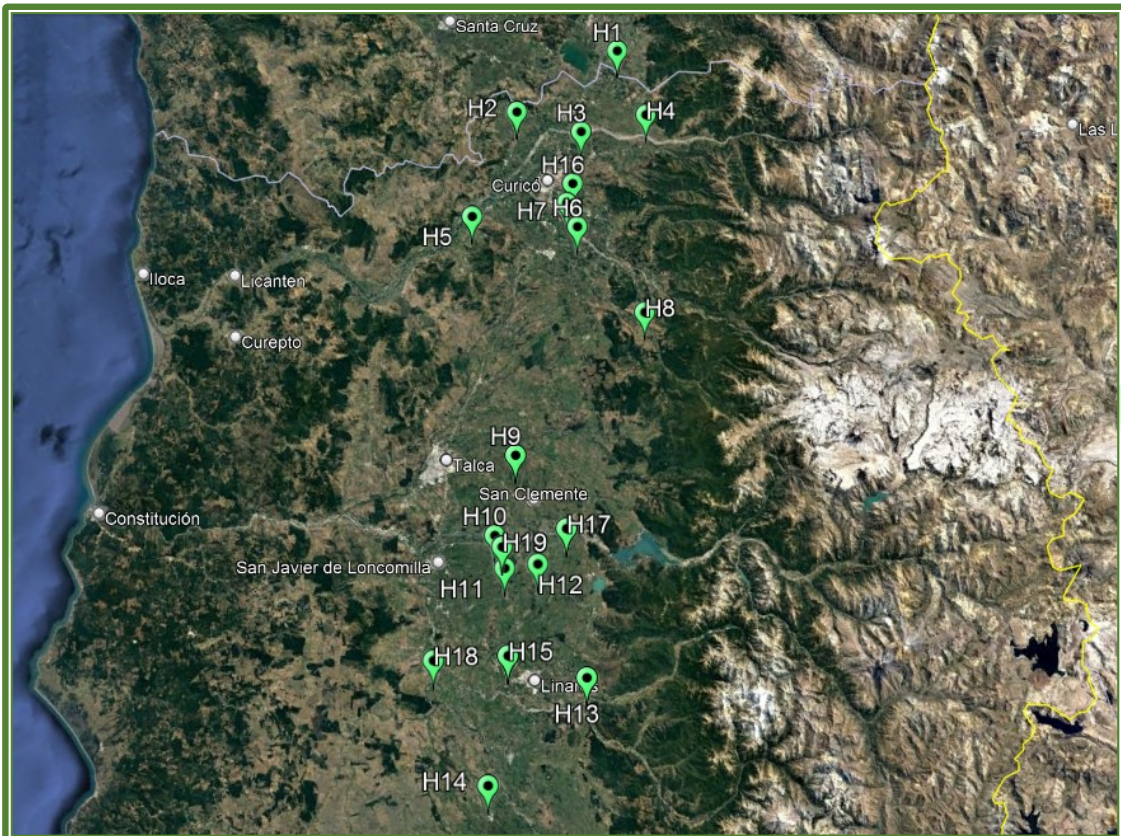 Santa Cruz
H1
H2
H3
H4
Las L
H16
Curicó
H7
H6
H5
Iloca
Licanten
H8
Curepto
H9
Talca
San Clemente
Constitución
H10
H17
H19
San Javier de Loncomilla
H11
H12
H18
H15
Linares
H13
H14